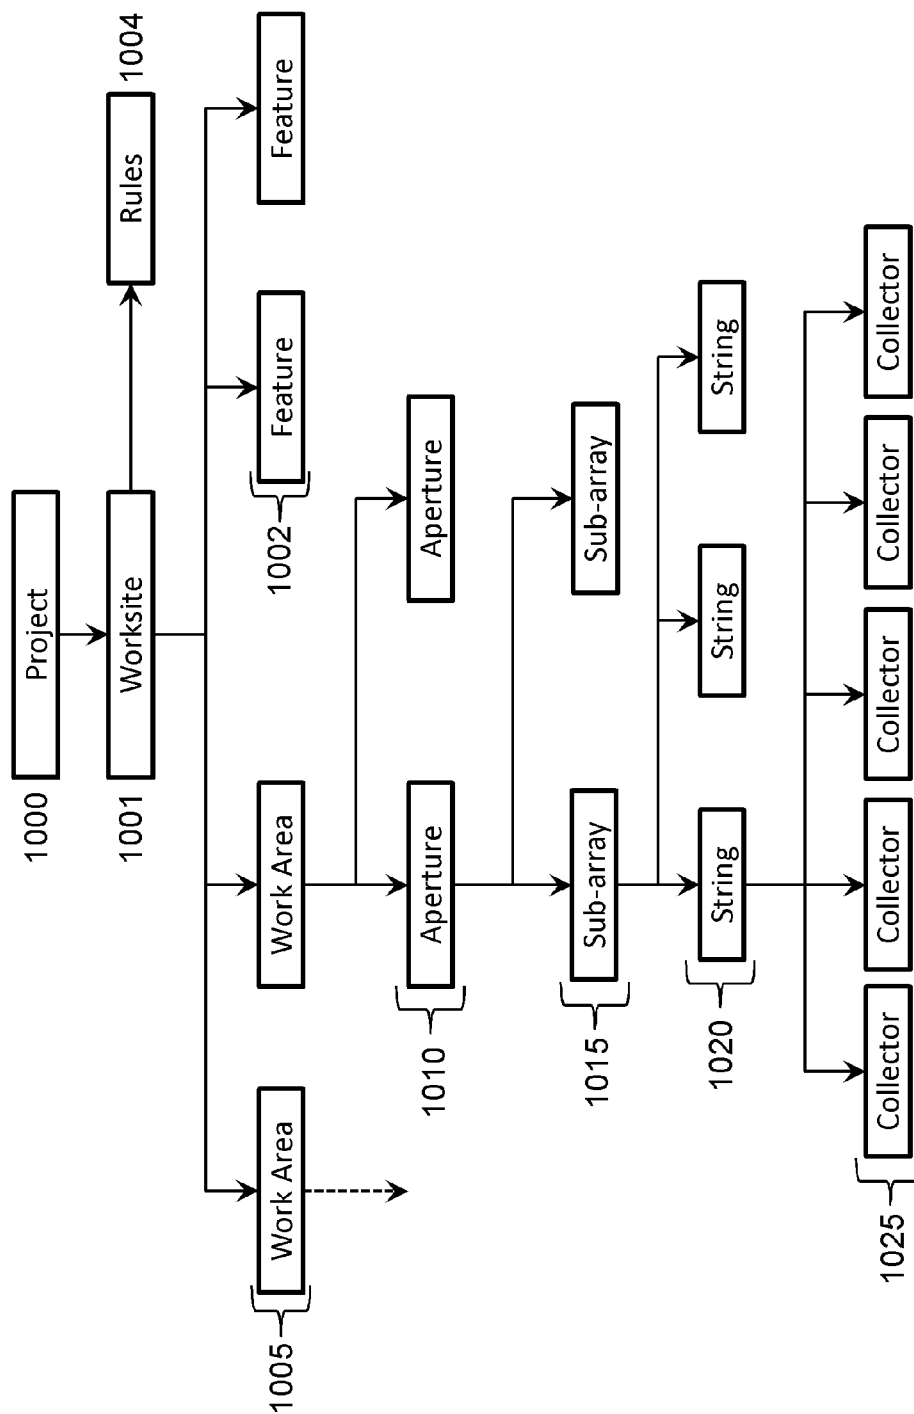 1000
Project
1001
Worksite
Rules
1004
1005
Work Area
Work Area
1002
Feature
Feature
1010
Aperture
Aperture
1015
Sub-array
Sub-array
1020
String
String
String
1025
Collector
Collector
Collector
Collector
Collector